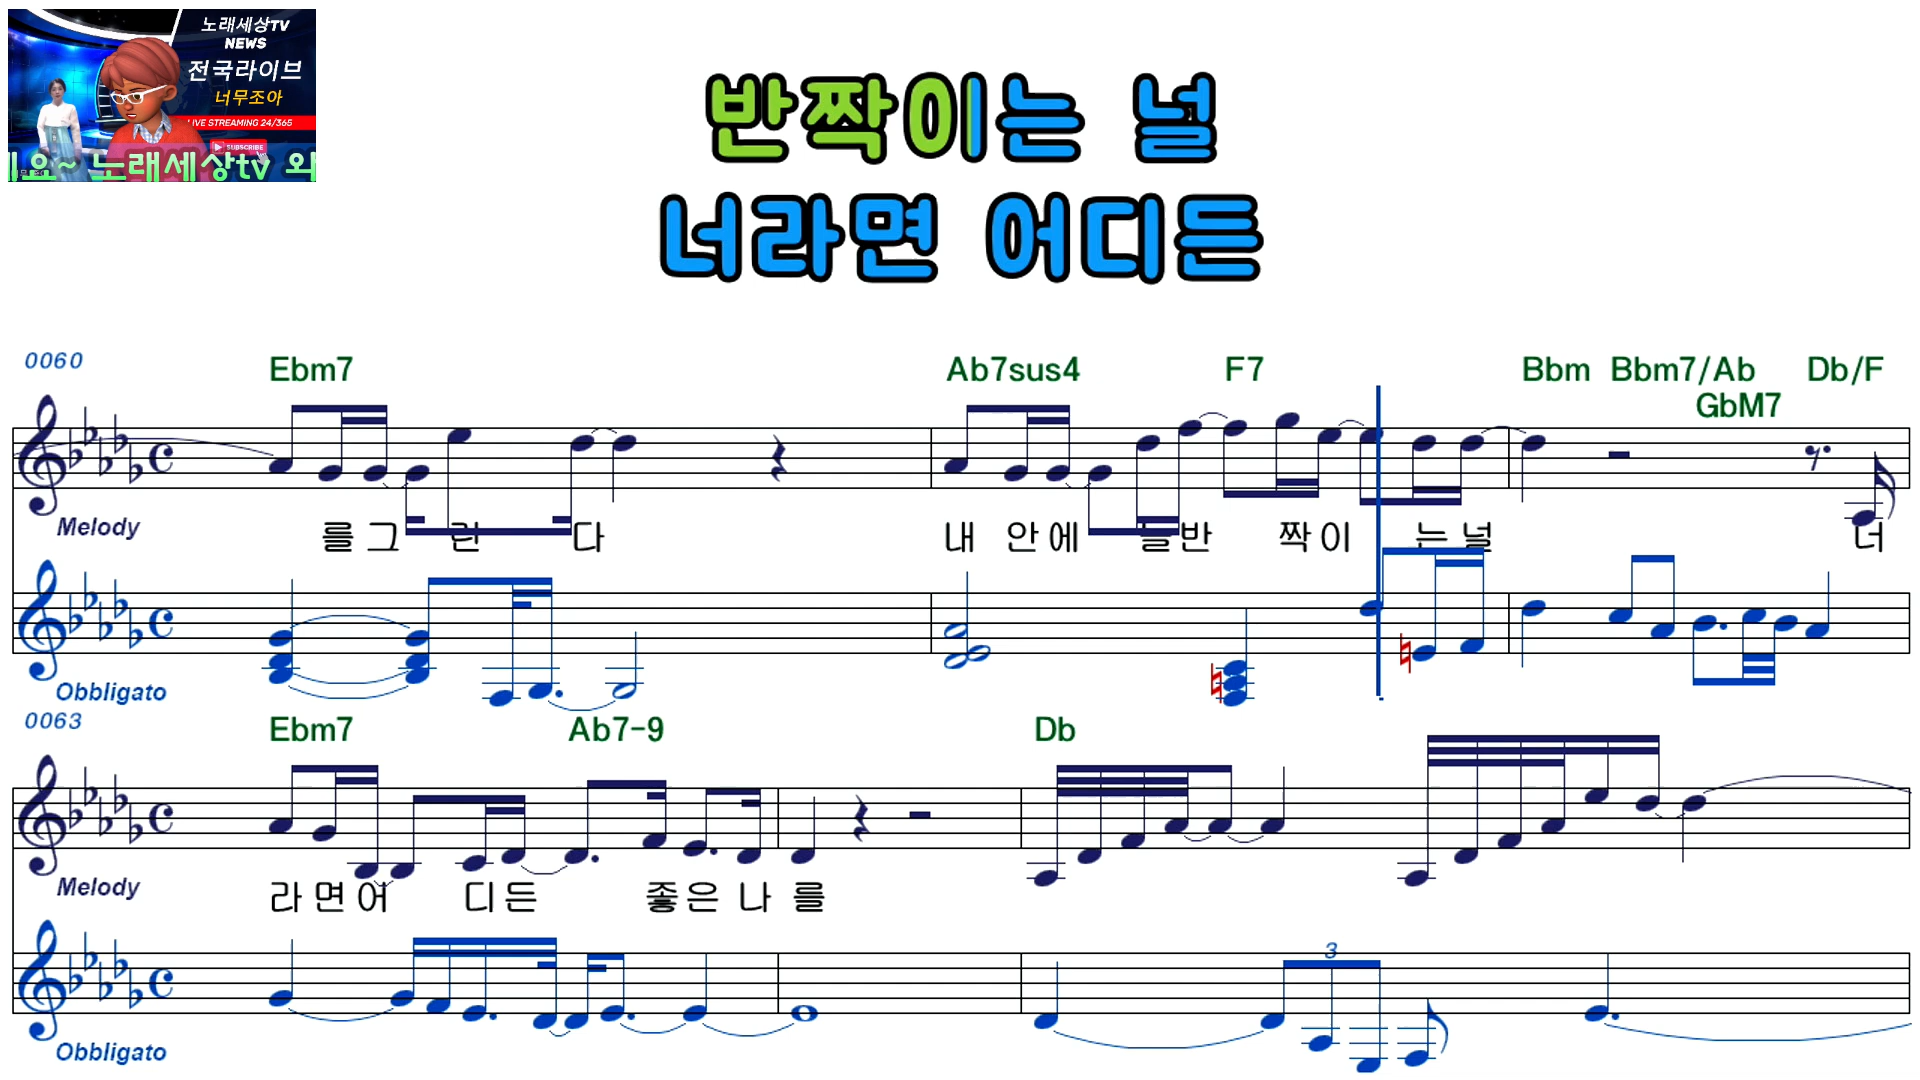 노래세상TV
NEWS
전국라이브
너무조아
LIVE STREAMING 24/365
SUBSCRIBE
요~ 노래세상tv 와
반짝이는 널
너라면 어디든
0060
Ebm7 Ab7sus4 F7 Bbm Bbm7/Ab Db/F
GbM7
Melody
를 그 린 다 내 안에 늘반 짝이 는널 너
Obbligato
0063
Ebm7 Ab7-9 Db
Melody
라 면 어 디 든 좋은 나 를
3
Obbligato